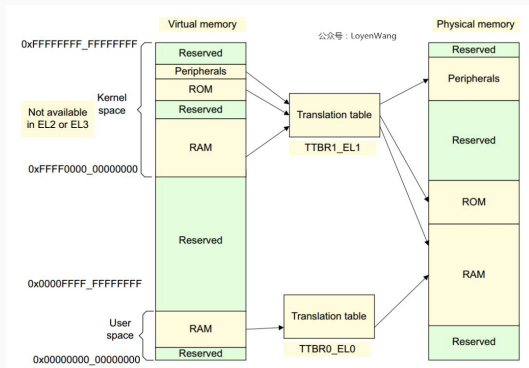 Virtual memory
Physical memory
公众号：LoyenWang
0xFFFFFFFF_FFFFFFFF
Reserved
Peripherals
ROM
Reserved
RAM
Kernel
space
Not available
in EL2 or EL3
0xFFFF0000_00000000
Reserved
0x0000FFFF_FFFFFFFF
User
space
RAM
Reserved
0x00000000_00000000
Translation table
TTBR1_EL1
Translation table
TTBR0_EL0
Reserved
Peripherals
Reserved
ROM
RAM
Reserved